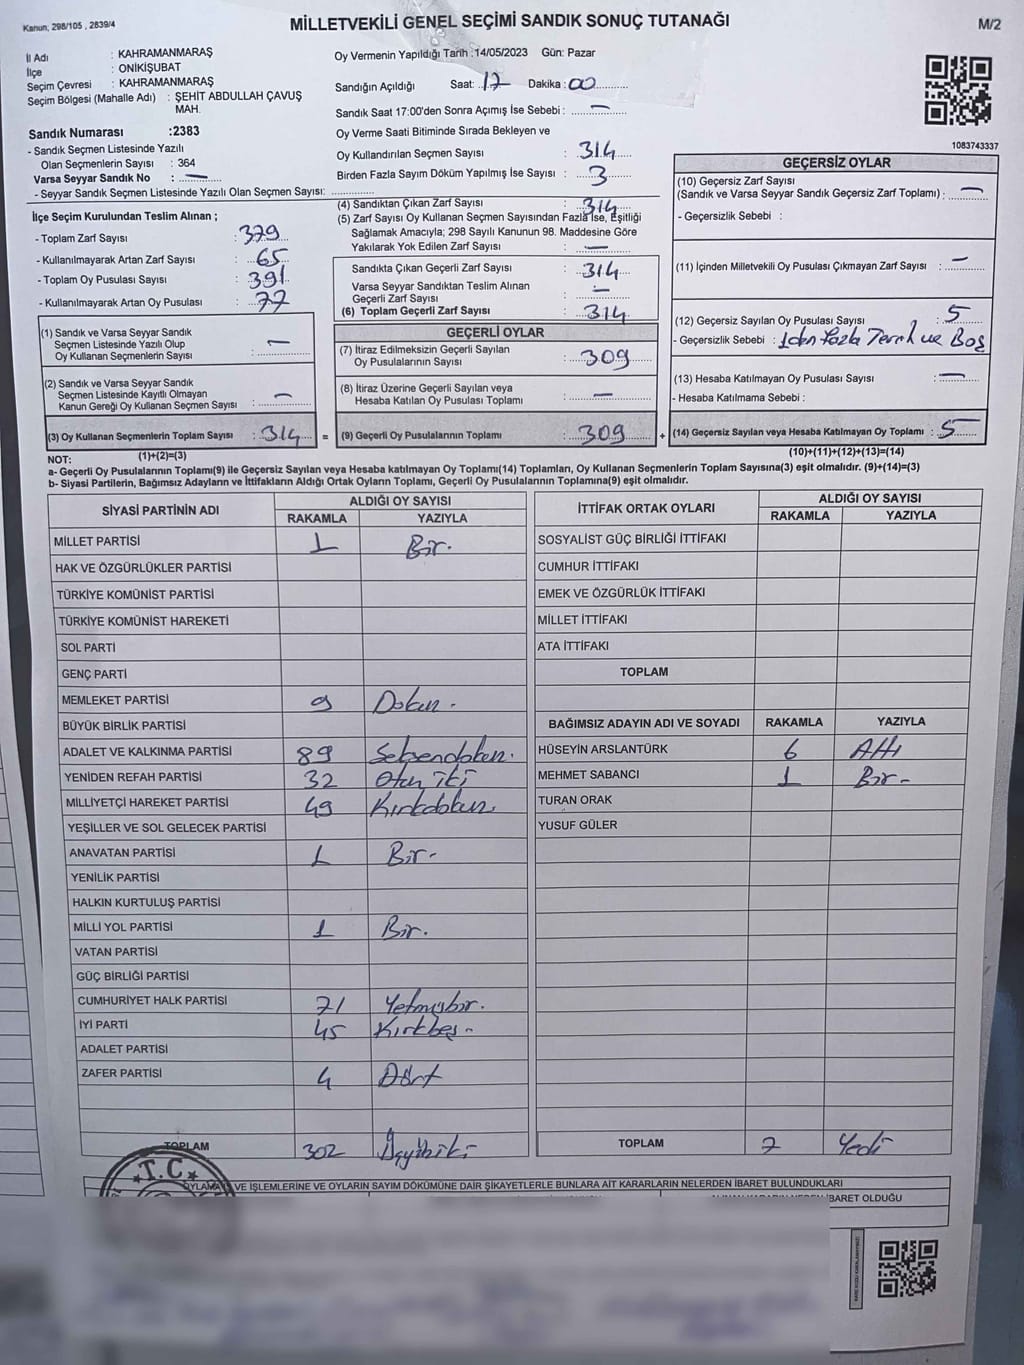 Kanun, 298/105 , 2839/4
MİLLETVEKİLİ GENEL SEÇİMİ SANDIK SONUÇ TUTANAĞI
M/2
İl Adı : KAHRAMANMARAŞ
İlçe : ONİKİŞUBAT
Seçim Çevresi : KAHRAMANMARAŞ
Seçim Bölgesi (Mahalle Adı) : ŞEHİT ABDULLAH ÇAVUŞ
MAH.
Sandık Numarası :2383
- Sandık Seçmen Listesinde Yazılı
Olan Seçmenlerin Sayısı : 364
Varsa Seyyar Sandık No : —
- Seyyar Sandık Seçmen Listesinde Yazılı Olan Seçmen Sayısı:
Oy Vermenin Yapıldığı Tarih :14/05/2023 Gün: Pazar
Sandığın Açıldığı Saat: 17 Dakika : 00
Sandık Saat 17:00'den Sonra Açımış İse Sebebi : —
Oy Verme Saati Bitiminde Sırada Bekleyen ve
Oy Kullandırılan Seçmen Sayısı : 314
Birden Fazla Sayım Döküm Yapılmış İse Sayısı : 3
1083743337
İlçe Seçim Kurulundan Teslim Alınan ;
- Toplam Zarf Sayısı : 379
- Kullanılmayarak Artan Zarf Sayısı : 65
- Toplam Oy Pusulası Sayısı : 391
- Kullanılmayarak Artan Oy Pusulası : 77
(4) Sandıktan Çıkan Zarf Sayısı : 314
(5) Zarf Sayısı Oy Kullanan Seçmen Sayısından Fazla İse, Eşitliği
Sağlamak Amacıyla; 298 Sayılı Kanunun 98. Maddesine Göre
Yakılarak Yok Edilen Zarf Sayısı : —
Sandıkta Çıkan Geçerli Zarf Sayısı : 314
Varsa Seyyar Sandıktan Teslim Alınan
Geçerli Zarf Sayısı : —
(6) Toplam Geçerli Zarf Sayısı : 314
GEÇERSİZ OYLAR
(10) Geçersiz Zarf Sayısı
(Sandık ve Varsa Seyyar Sandık Geçersiz Zarf Toplamı) : —
- Geçersizlik Sebebi :
(11) İçinden Milletvekili Oy Pusulası Çıkmayan Zarf Sayısı : —
(12) Geçersiz Sayılan Oy Pusulası Sayısı : 5
- Geçersizlik Sebebi : 1den fazla Tercih ve Boş
(13) Hesaba Katılmayan Oy Pusulası Sayısı : —
- Hesaba Katılmama Sebebi :
(1) Sandık ve Varsa Seyyar Sandık
Seçmen Listesinde Yazılı Olup
Oy Kullanan Seçmenlerin Sayısı : —
(2) Sandık ve Varsa Seyyar Sandık
Seçmen Listesinde Kayıtlı Olmayan
Kanun Gereği Oy Kullanan Seçmen Sayısı : —
GEÇERLİ OYLAR
(7) İtiraz Edilmeksizin Geçerli Sayılan
Oy Pusulalarının Sayısı : 309
(8) İtiraz Üzerine Geçerli Sayılan veya
Hesaba Katılan Oy Pusulası Toplamı : —
(3) Oy Kullanan Seçmenlerin Toplam Sayısı : 314 = (9) Geçerli Oy Pusulalarının Toplamı : 309 + (14) Geçersiz Sayılan veya Hesaba Katılmayan Oy Toplamı : 5
NOT: (1)+(2)=(3) (10)+(11)+(12)+(13)=(14)
a- Geçerli Oy Pusulalarının Toplamı(9) ile Geçersiz Sayılan veya Hesaba katılmayan Oy Toplamı(14) Toplamları, Oy Kullanan Seçmenlerin Toplam Sayısına(3) eşit olmalıdır. (9)+(14)=(3)
b- Siyasi Partilerin, Bağımsız Adayların ve İttifakların Aldığı Ortak Oyların Toplamı, Geçerli Oy Pusulalarının Toplamına(9) eşit olmalıdır.
SİYASİ PARTİNİN ADI
ALDIĞI OY SAYISI
RAKAMLA YAZIYLA
MİLLET PARTİSİ 1 Bir.
HAK VE ÖZGÜRLÜKLER PARTİSİ
TÜRKİYE KOMÜNİST PARTİSİ
TÜRKİYE KOMÜNİST HAREKETİ
SOL PARTİ
GENÇ PARTİ
MEMLEKET PARTİSİ 9 Dokuz.
BÜYÜK BİRLİK PARTİSİ
ADALET VE KALKINMA PARTİSİ 89 Seksendokuz.
YENİDEN REFAH PARTİSİ 32 Otuz iki
MİLLİYETÇİ HAREKET PARTİSİ 49 Kırkdokuz
YEŞİLLER VE SOL GELECEK PARTİSİ
ANAVATAN PARTİSİ 1 Bir-
YENİLİK PARTİSİ
HALKIN KURTULUŞ PARTİSİ
MİLLİ YOL PARTİSİ 1 Bir.
VATAN PARTİSİ
GÜÇ BİRLİĞİ PARTİSİ
CUMHURİYET HALK PARTİSİ 71 Yetmişbir.
İYİ PARTİ 45 Kırkbeş-
ADALET PARTİSİ
ZAFER PARTİSİ 4 Dört
TOPLAM 302 Üçyüziki
İTTİFAK ORTAK OYLARI
ALDIĞI OY SAYISI
RAKAMLA YAZIYLA
SOSYALİST GÜÇ BİRLİĞİ İTTİFAKI
CUMHUR İTTİFAKI
EMEK VE ÖZGÜRLÜK İTTİFAKI
MİLLET İTTİFAKI
ATA İTTİFAKI
TOPLAM
BAĞIMSIZ ADAYIN ADI VE SOYADI RAKAMLA YAZIYLA
HÜSEYİN ARSLANTÜRK 6 Altı
MEHMET SABANCI 1 Bir-
TURAN ORAK
YUSUF GÜLER
TOPLAM 7 Yedi
T.C.
OYLAMA VE İŞLEMLERİNE VE OYLARIN SAYIM DÖKÜMÜNE DAİR ŞİKAYETLERLE BUNLARA AİT KARARLARIN NELERDEN İBARET BULUNDUKLARI
İBARET OLDUĞU